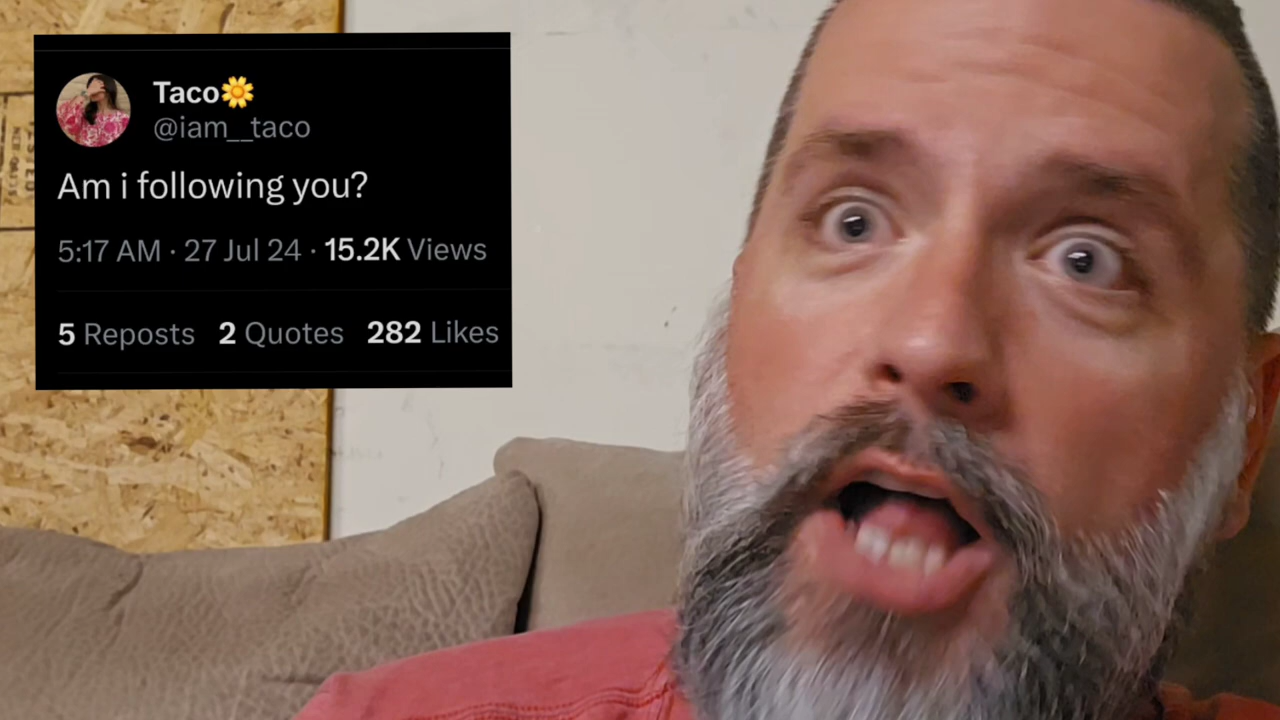 Taco🌼
@iam__taco
Am i following you?
5:17 AM · 27 Jul 24 · 15.2K Views
5 Reposts 2 Quotes 282 Likes